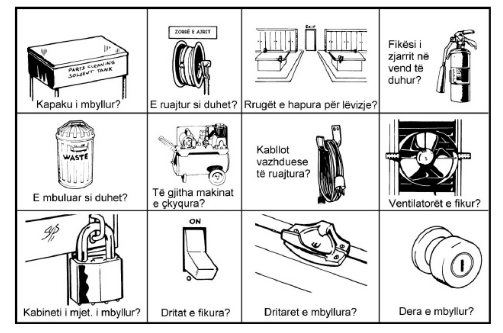 PARTS CLEANING
SOLVENT TANK
Kapaku i mbyllur?
ZORRË E AJRIT
E ruajtur si duhet?
EXIT
Rrugët e hapura për lëvizje?
Fikësi i
zjarrit në
vend të
duhur?
WASTE
E mbuluar si duhet?
Të gjitha makinat
e çkyqura?
Kabllot
vazhduese
të ruajtura?
Ventilatorët e fikur?
Kabineti i mjet. i mbyllur?
ON
Dritat e fikura?
Dritaret e mbyllura?
Dera e mbyllur?